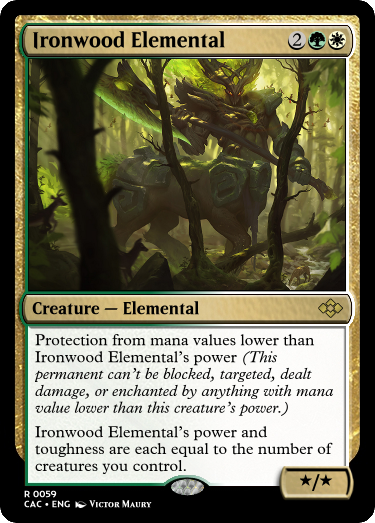 Ironwood Elemental 2
Creature — Elemental
Protection from mana values lower than
Ironwood Elemental's power (This
permanent can't be blocked, targeted, dealt
damage, or enchanted by anything with mana
value lower than this creature's power.)
Ironwood Elemental's power and
toughness are each equal to the number of
creatures you control.
★/★
R 0059
CAC • ENG Victor Maury